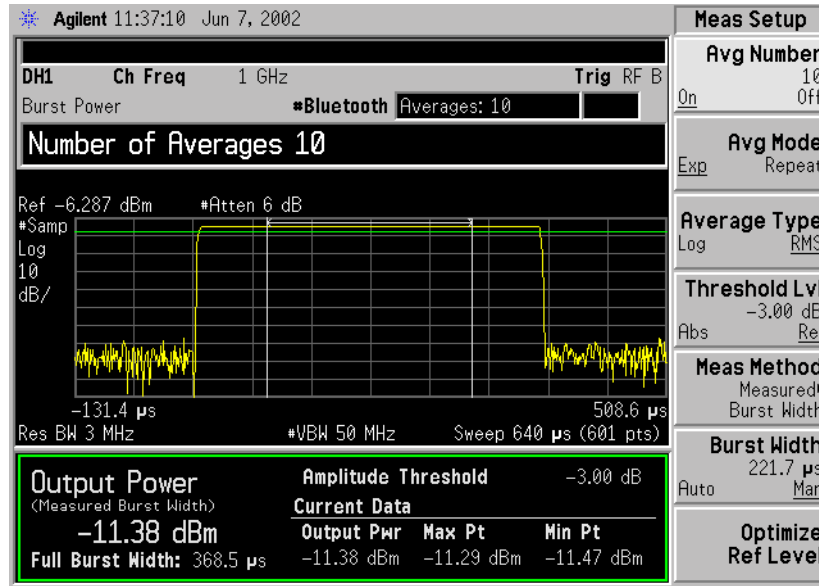 Agilent 11:37:10 Jun 7, 2002
Meas Setup
DH1 Ch Freq 1 GHz Trig RF B
Burst Power #Bluetooth Averages: 10
Number of Averages 10
Ref -6.287 dBm #Atten 6 dB
#Samp
Log
10
dB/
-131.4 µs 508.6 µs
Res BW 3 MHz #VBW 50 MHz Sweep 640 µs (601 pts)
Output Power
(Measured Burst Width)
-11.38 dBm
Full Burst Width: 368.5 µs
Amplitude Threshold -3.00 dB
Current Data
Output Pwr Max Pt Min Pt
-11.38 dBm -11.29 dBm -11.47 dBm
Avg Number
10
On Off
Avg Mode
Exp Repeat
Average Type
Log RMS
Threshold Lvl
-3.00 dB
Abs Re
Meas Method
Measured
Burst Width
Burst Width
221.7 µs
Auto Man
Optimize
Ref Level